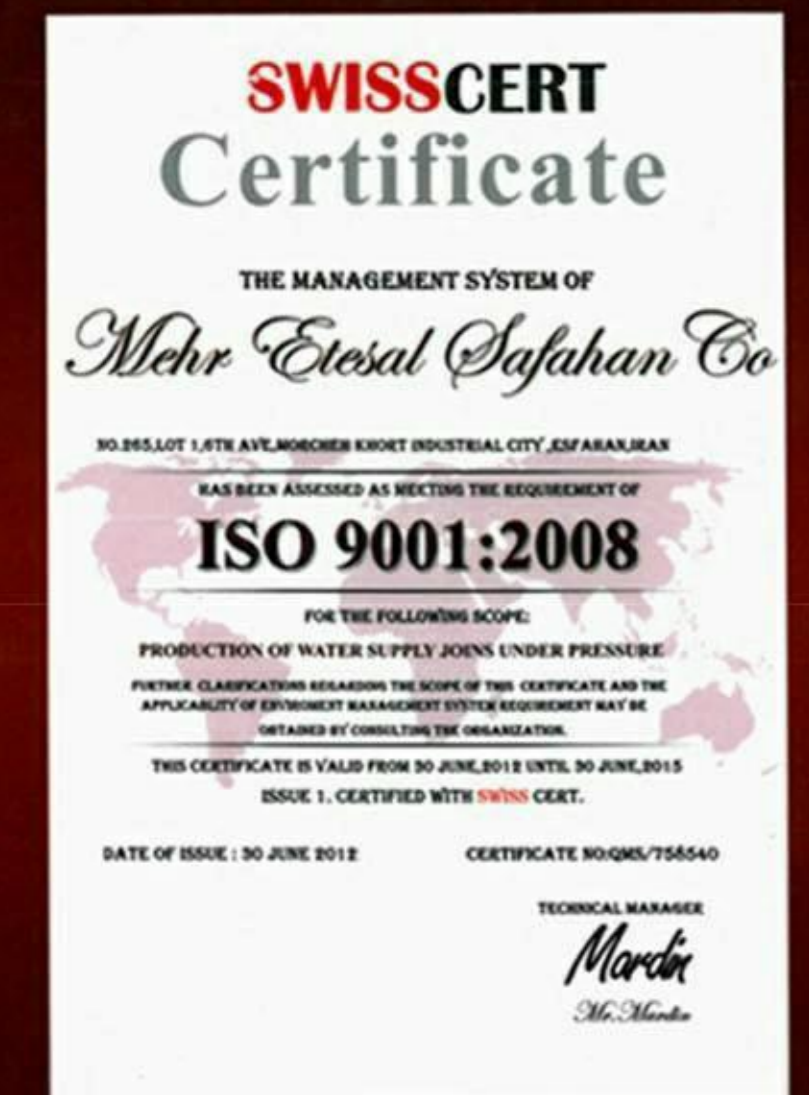 SWISSCERT
Certificate
THE MANAGEMENT SYSTEM OF
Mehr Etesal Safahan Co
NO.265,LOT 1,6TH AVE,MORCHEH KHORT INDUSTRIAL CITY ,ESFAHAN,IRAN
HAS BEEN ASSESSED AS MEETING THE REQUIREMENT OF
ISO 9001:2008
FOR THE FOLLOWING SCOPE:
PRODUCTION OF WATER SUPPLY JOINS UNDER PRESSURE
FURTHER CLARIFICATIONS REGARDING THE SCOPE OF THIS CERTIFICATE AND THE
APPLICABLITY OF ENVIROMENT MANAGEMENT SYSTEM REQUIREMENT MAY BE
OBTAINED BY CONSULTING THE ORGANIZATION.
THIS CERTIFICATE IS VALID FROM 30 JUNE,2012 UNTIL 30 JUNE,2015
ISSUE 1. CERTIFIED WITH SWISS CERT.
DATE OF ISSUE : 30 JUNE 2012
CERTIFICATE NO:QMS/758540
TECHNICAL MANAGER
Mardin
Mr.Mardin